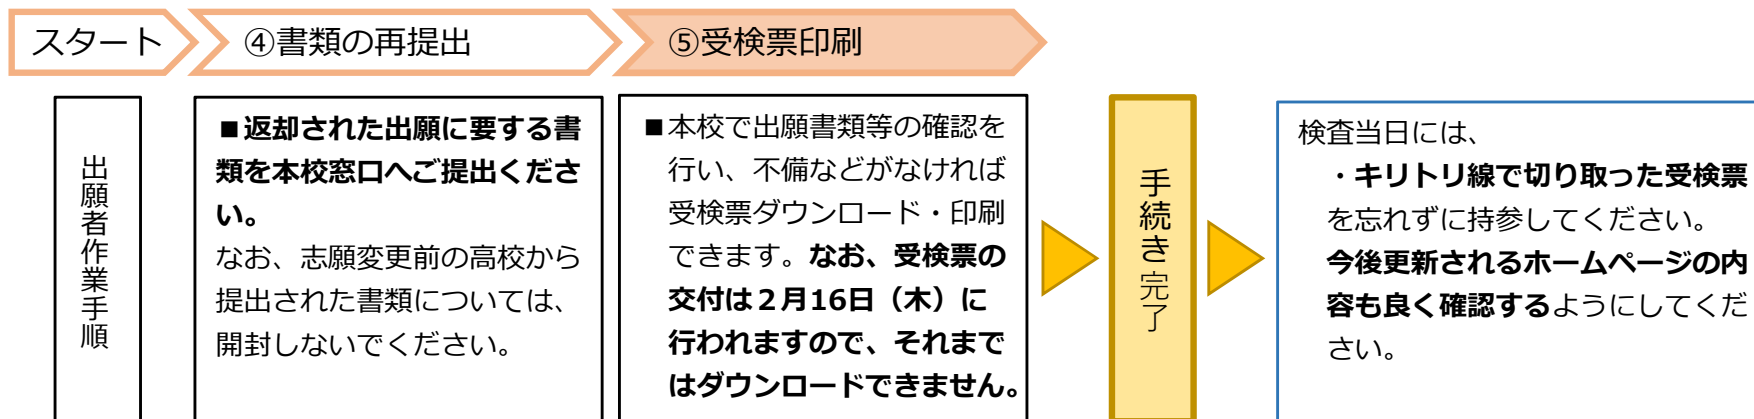 スタート
④書類の再提出
⑤受検票印刷
出願者作業手順
■返却された出願に要する書
類を本校窓口へご提出くださ
い。
なお、志願変更前の高校から
提出された書類については、
開封しないでください。
■本校で出願書類等の確認を
行い、不備などがなければ
受検票ダウンロード・印刷
できます。なお、受検票の
交付は２月16日（木）に
行われますので、それまで
はダウンロードできません。
手続き完了
検査当日には、
・キリトリ線で切り取った受検票
を忘れずに持参してください。
今後更新されるホームページの内
容も良く確認するようにしてくだ
さい。